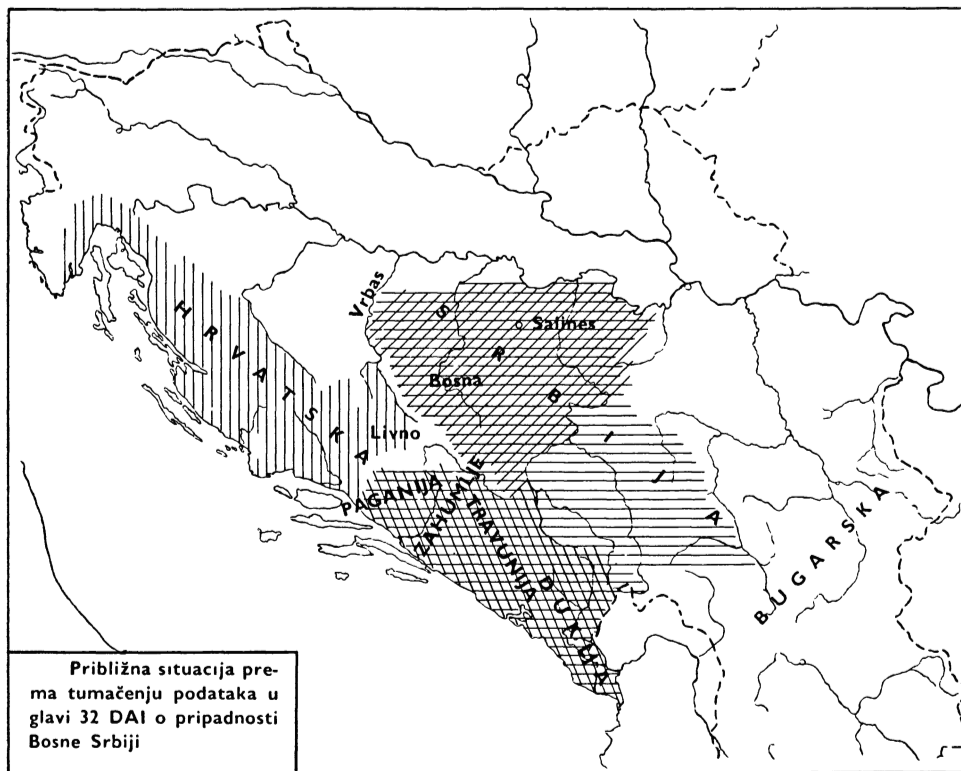 HRVATSKA
Vrbas
SRBIJA
Salines
Bosna
Livno
PAGANIJA
ZAHUMLJE
TRAVUNIJA
DUKLJA
BUGARSKA
Približna situacija pre-
ma tumačenju podataka u
glavi 32 DAI o pripadnosti
Bosne Srbiji